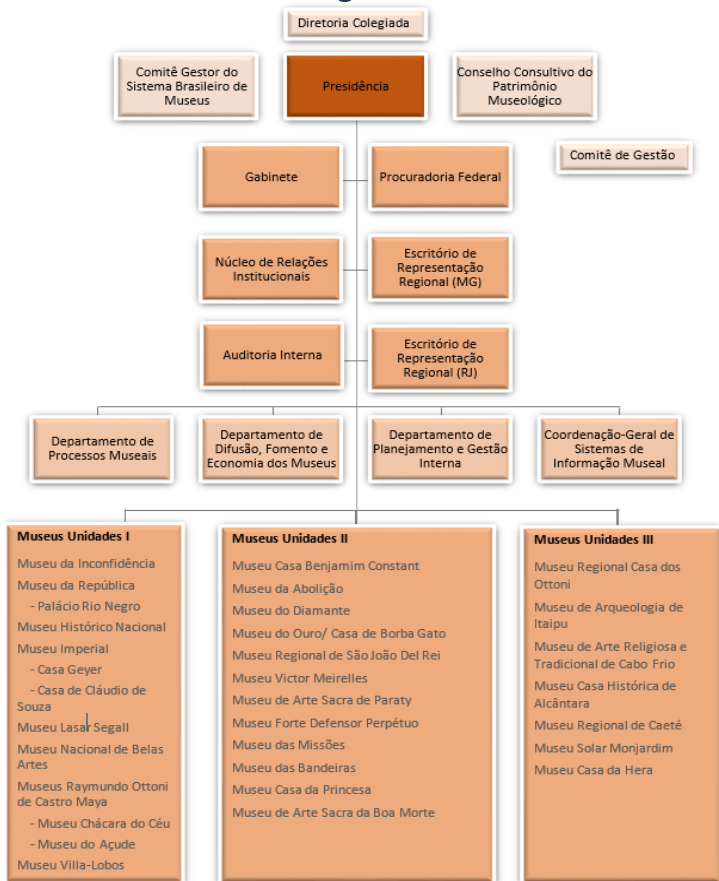 Diretoria Colegiada
Comitê Gestor do
Sistema Brasileiro de
Museus
Presidência
Conselho Consultivo do
Patrimônio
Museológico
Comitê de Gestão
Gabinete
Procuradoria Federal
Núcleo de Relações
Institucionais
Escritório de
Representação
Regional (MG)
Auditoria Interna
Escritório de
Representação
Regional (RJ)
Departamento de
Processos Museais
Departamento de
Difusão, Fomento e
Economia dos Museus
Departamento de
Planejamento e Gestão
Interna
Coordenação-Geral de
Sistemas de
Informação Museal
Museus Unidades I
Museu da Inconfidência
Museu da República
- Palácio Rio Negro
Museu Histórico Nacional
Museu Imperial
- Casa Geyer
- Casa de Cláudio de
Souza
Museu Lasar Segall
Museu Nacional de Belas
Artes
Museus Raymundo Ottoni
de Castro Maya
- Museu Chácara do Céu
- Museu do Açude
Museu Villa-Lobos
Museus Unidades II
Museu Casa Benjamim Constant
Museu da Abolição
Museu do Diamante
Museu do Ouro/ Casa de Borba Gato
Museu Regional de São João Del Rei
Museu Victor Meirelles
Museu de Arte Sacra de Paraty
Museu Forte Defensor Perpétuo
Museu das Missões
Museu das Bandeiras
Museu Casa da Princesa
Museu de Arte Sacra da Boa Morte
Museus Unidades III
Museu Regional Casa dos
Ottoni
Museu de Arqueologia de
Itaipu
Museu de Arte Religiosa e
Tradicional de Cabo Frio
Museu Casa Histórica de
Alcântara
Museu Regional de Caeté
Museu Solar Monjardim
Museu Casa da Hera